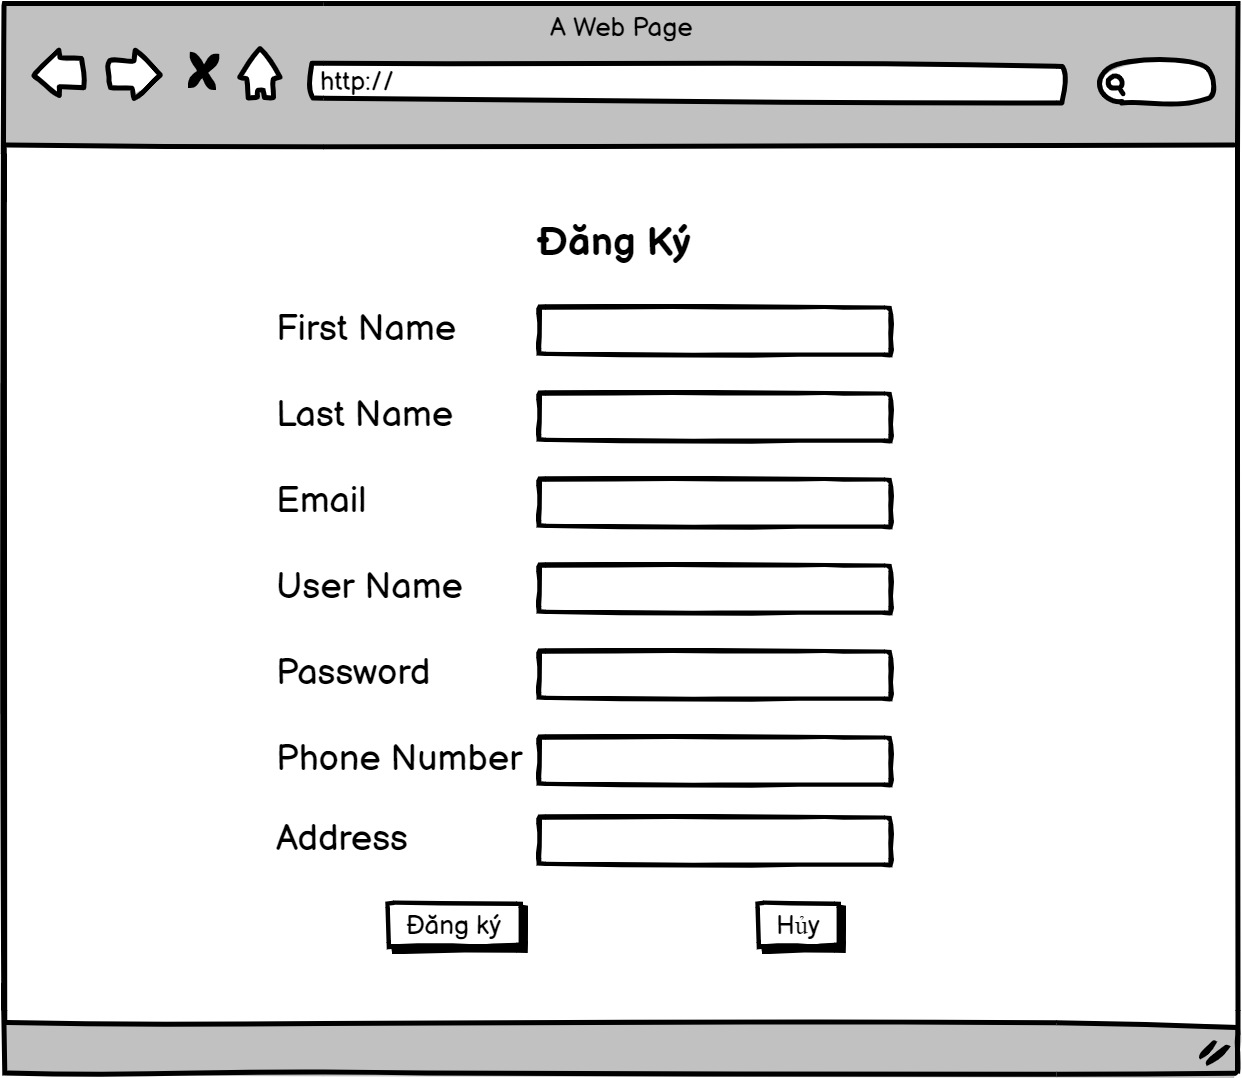 A Web Page
http://
Đăng Ký
First Name
Last Name
Email
User Name
Password
Phone Number
Address
Đăng ký
Hủy